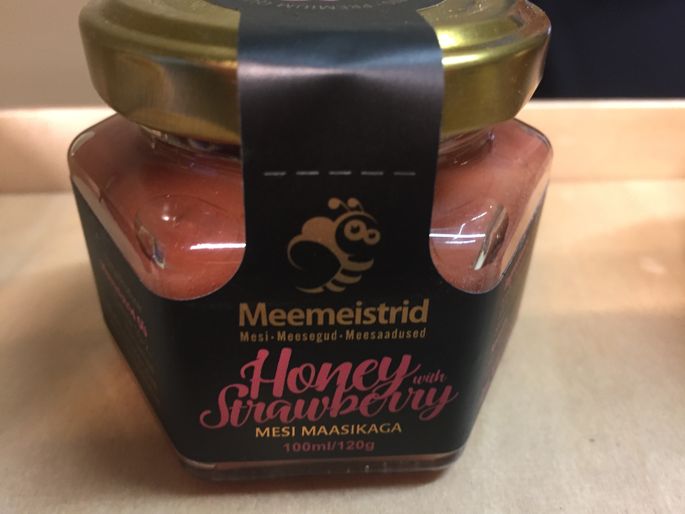 Meemeistrid
Mesi • Meesegud • Meesaadused
Honey with
Strawberry
MESI MAASIKAGA
100ml/120g